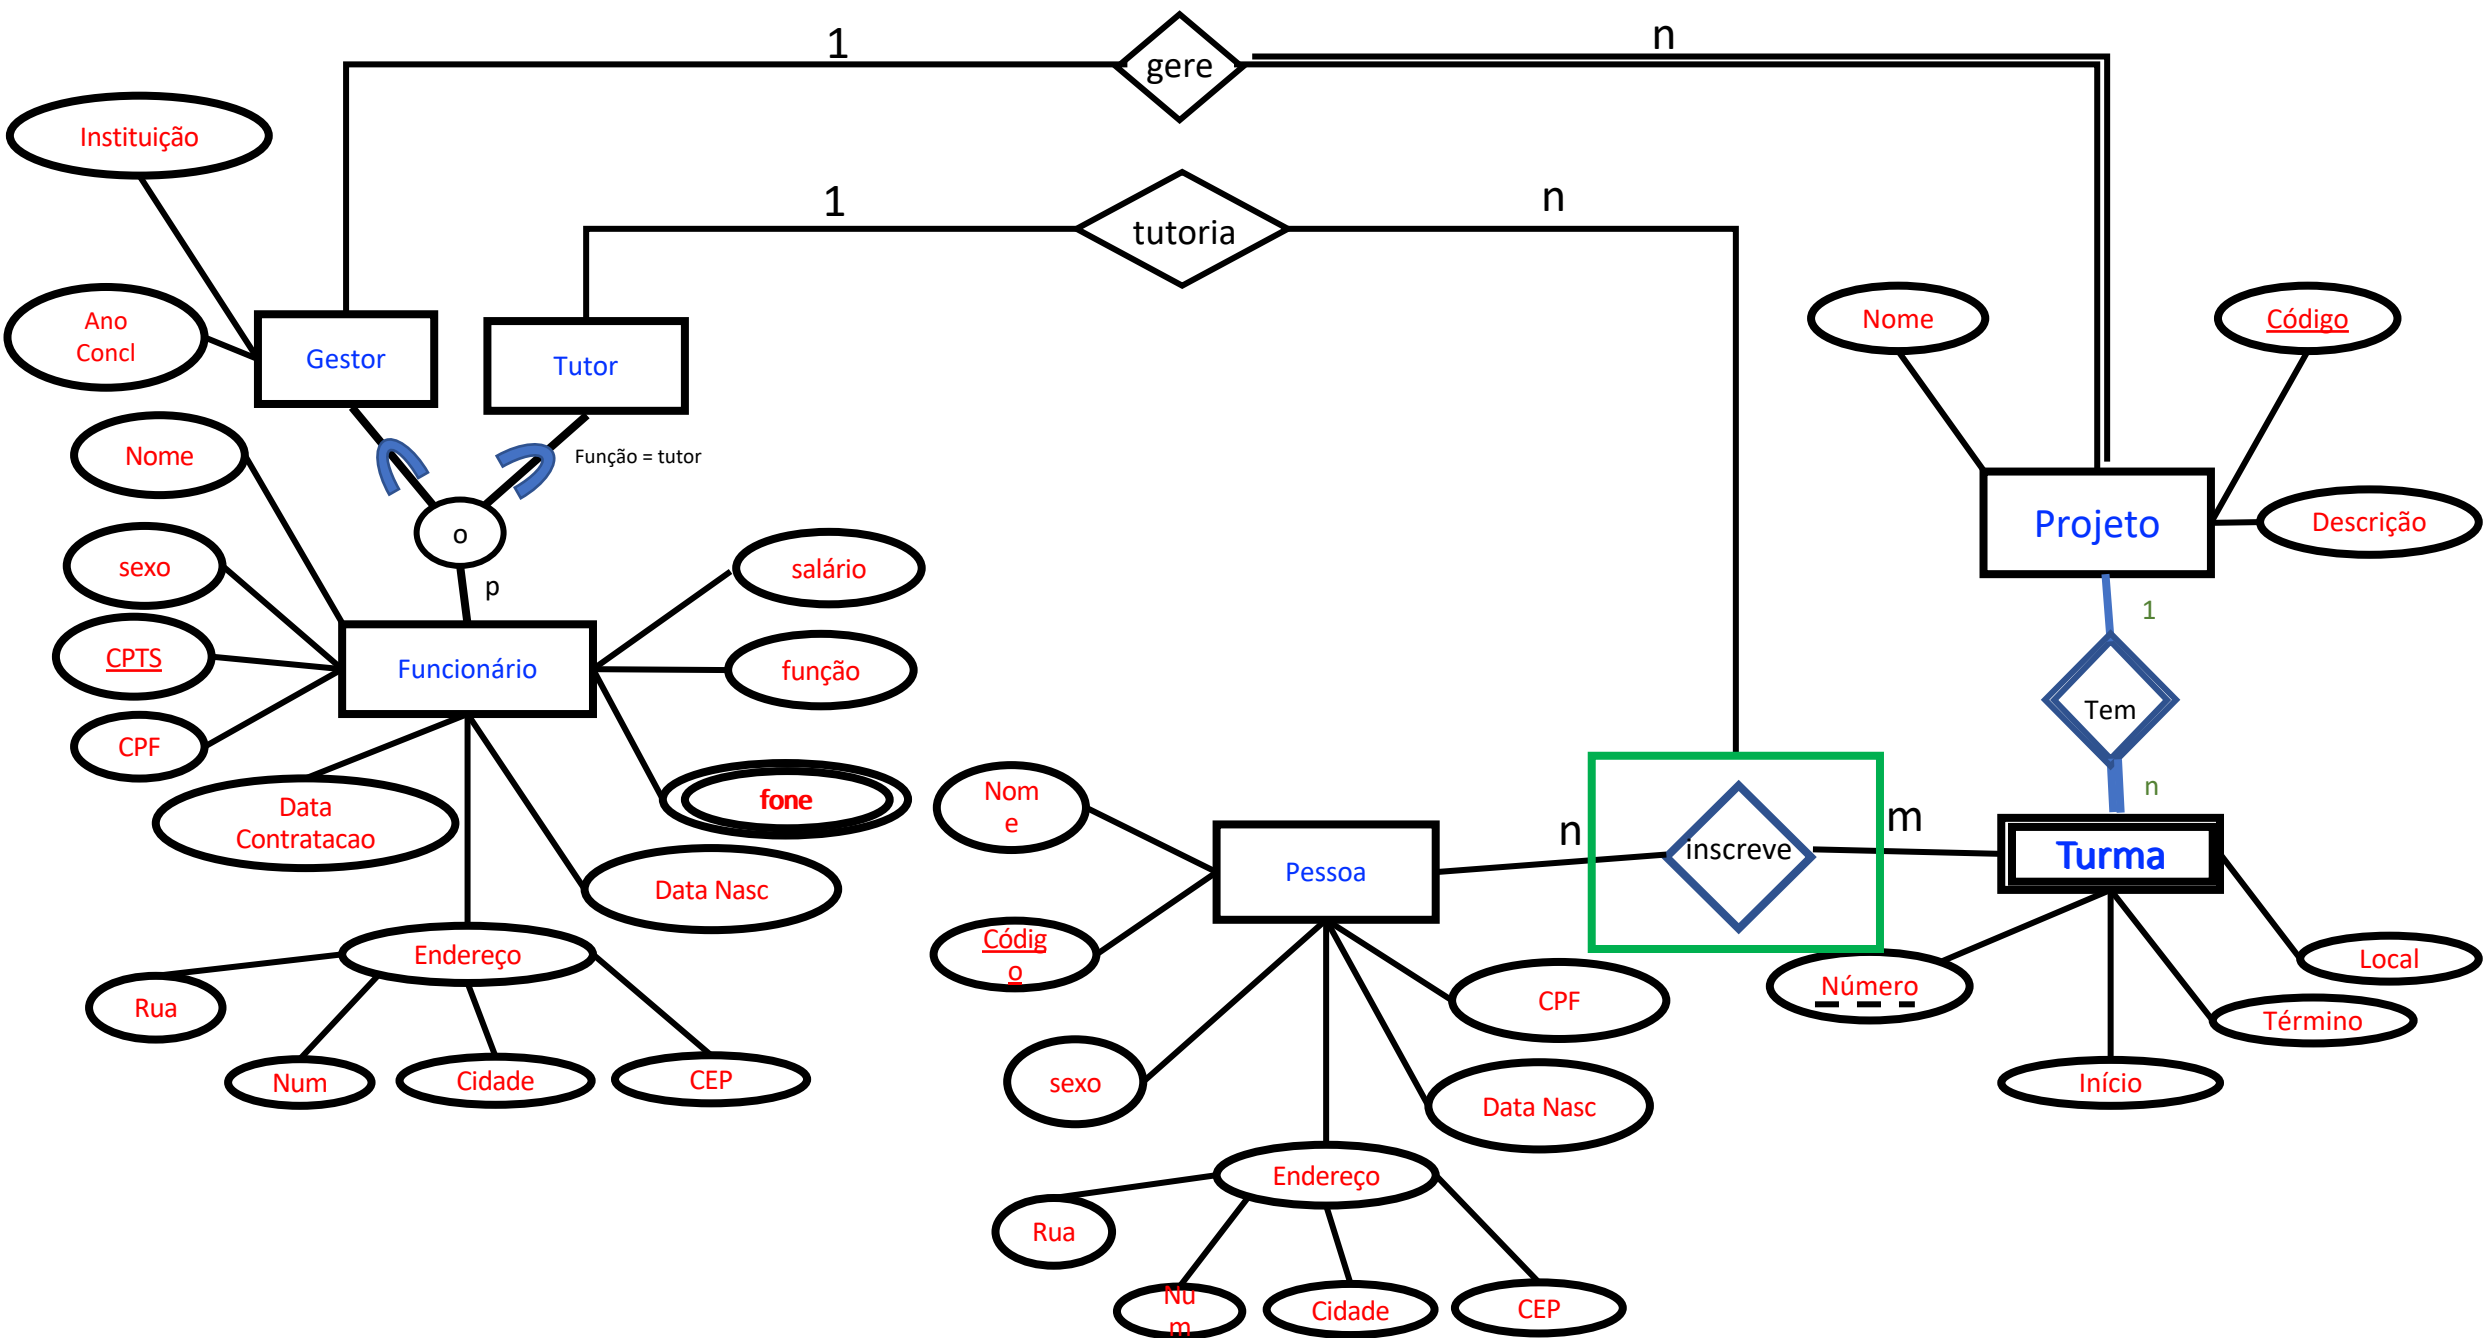 1
gere
n
Instituição
1
tutoria
n
Ano
Concl
Gestor
Tutor
Nome
Código
Nome
Função = tutor
o
p
Projeto
Descrição
sexo
salário
CPTS
Funcionário
função
1
CPF
Tem
Data
Contratacao
fone
n
Nom
e
n
inscreve
m
Turma
Pessoa
Data Nasc
Endereço
Códig
o
CPF
Número
Local
Término
Rua
Num
Cidade
CEP
sexo
Data Nasc
Início
Endereço
Rua
Nu
m
Cidade
CEP